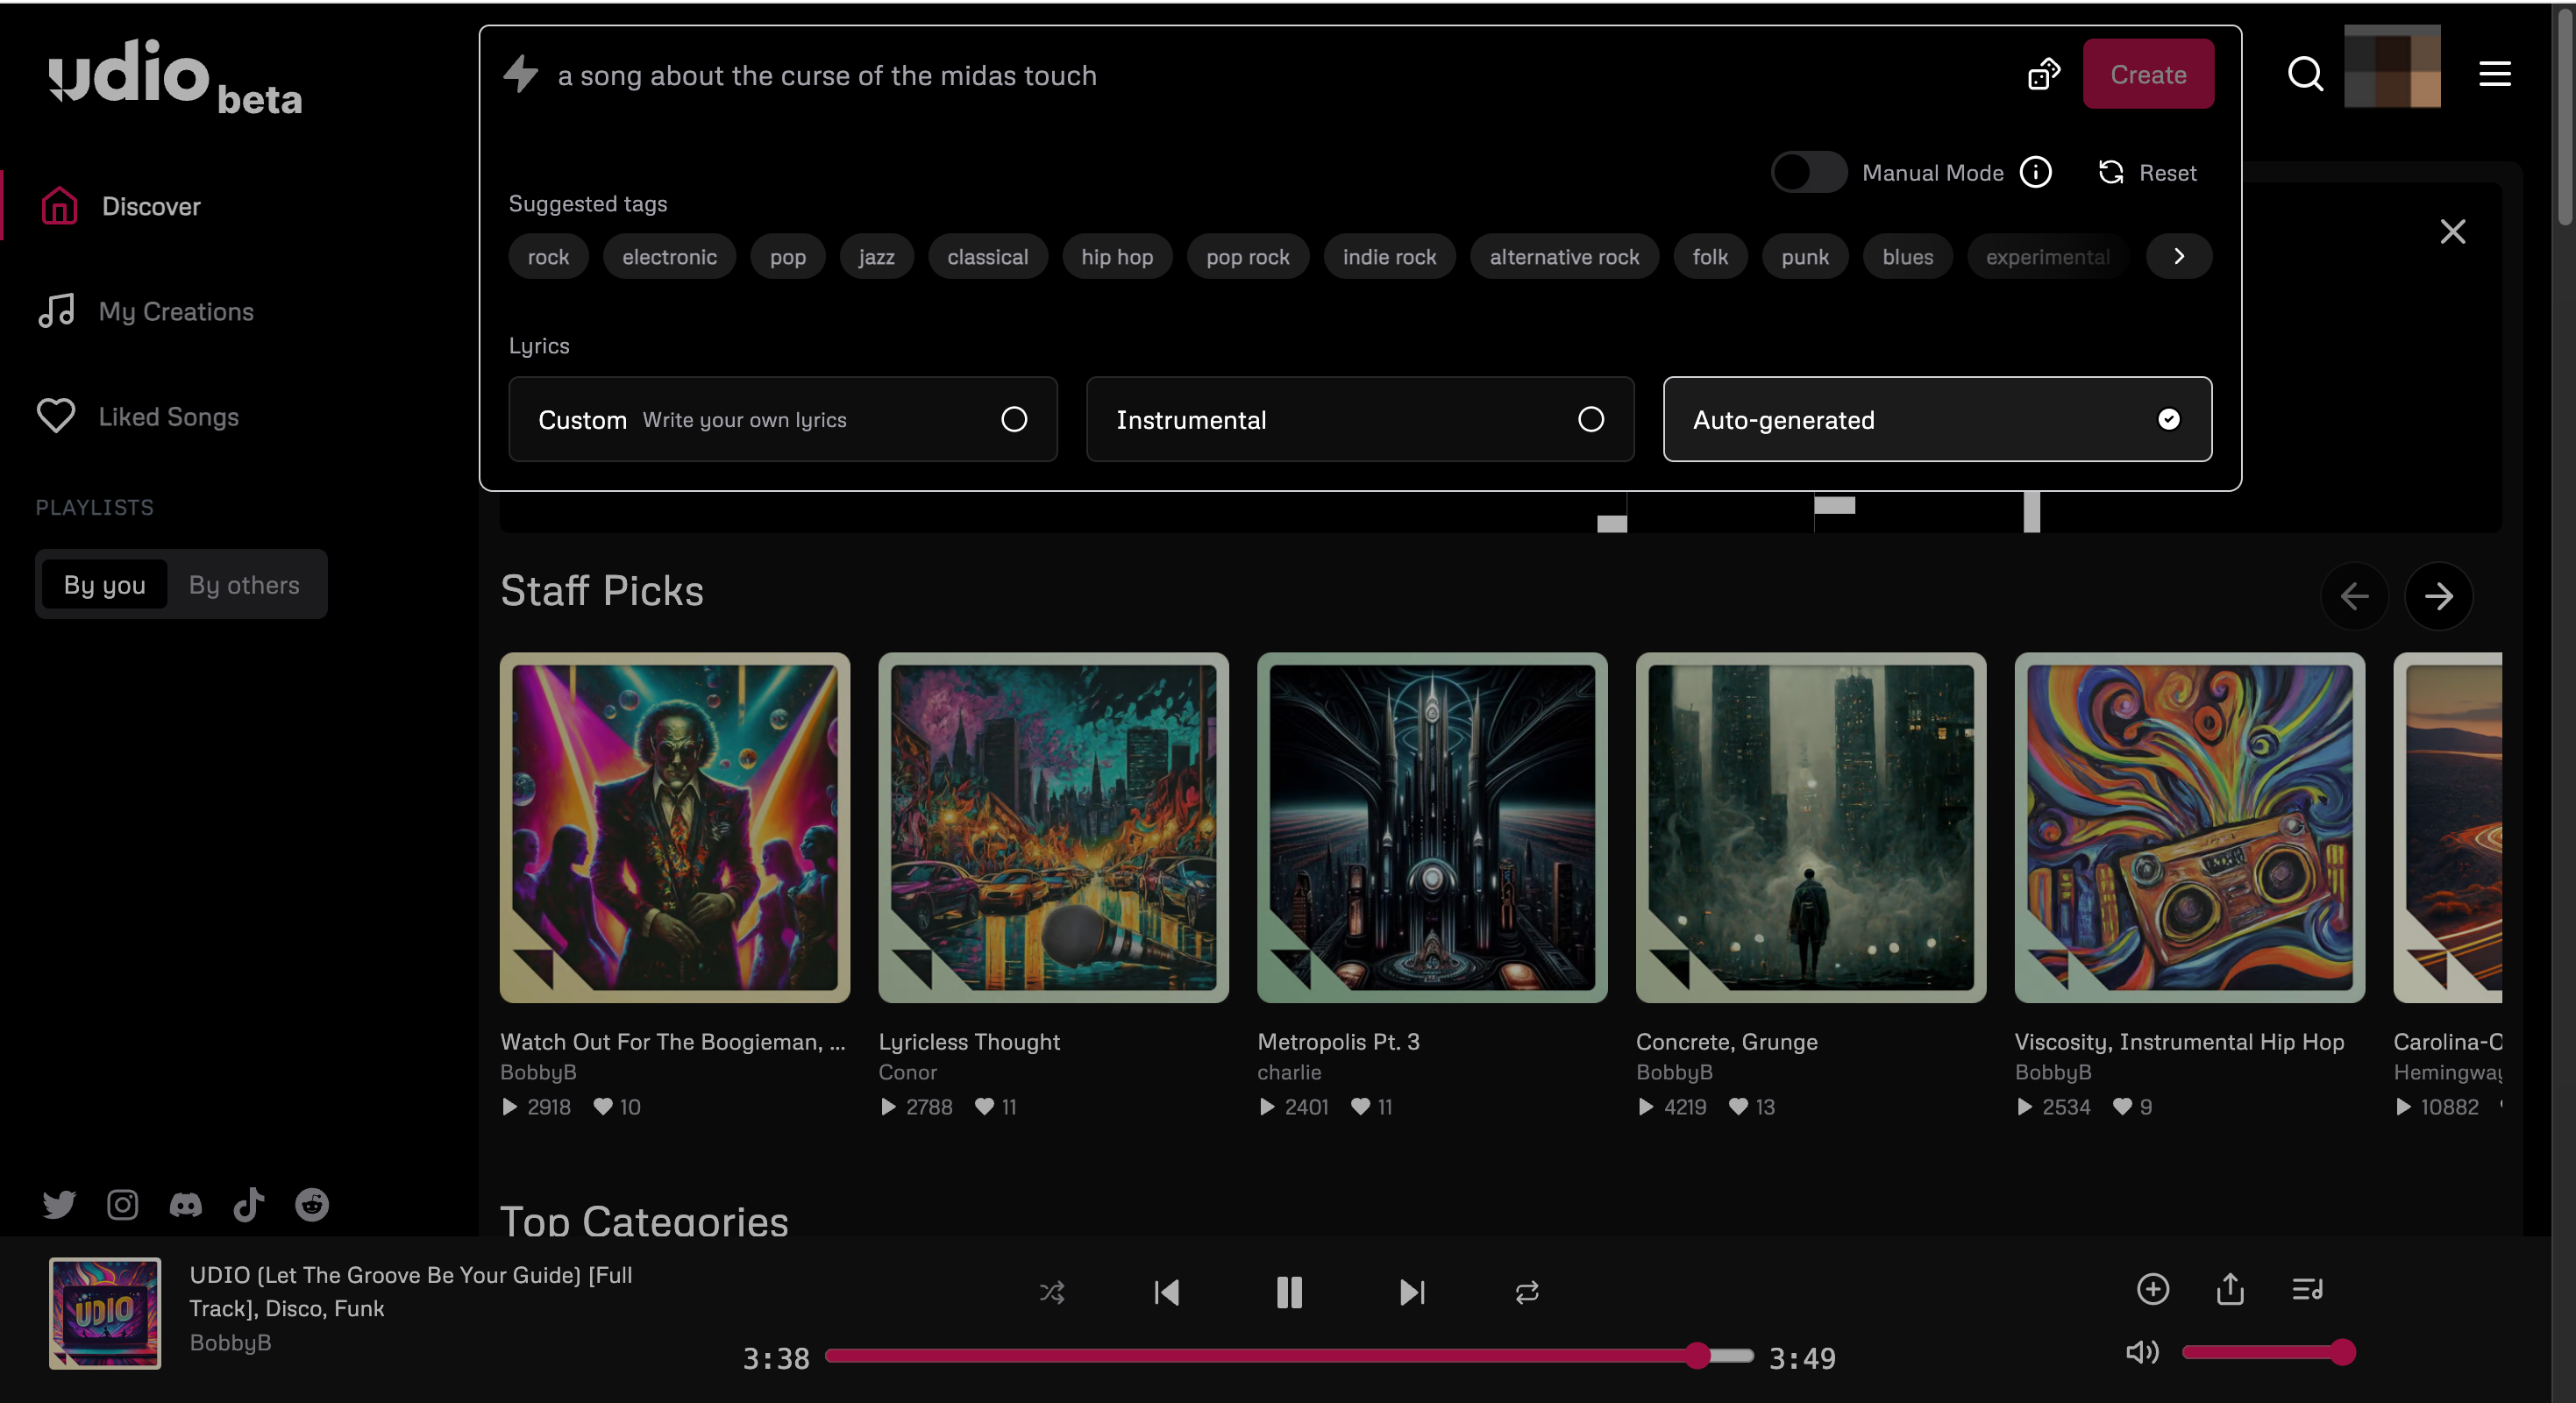 udio beta
a song about the curse of the midas touch
Create
Manual Mode
Reset
Suggested tags
rock
electronic
pop
jazz
classical
hip hop
pop rock
indie rock
alternative rock
folk
punk
blues
experimental
Lyrics
Custom Write your own lyrics
Instrumental
Auto-generated
Discover
My Creations
Liked Songs
PLAYLISTS
By you
By others
Staff Picks
Watch Out For The Boogieman, ...
BobbyB
2918 10
Lyricless Thought
Conor
2788 11
Metropolis Pt. 3
charlie
2401 11
Concrete, Grunge
BobbyB
4219 13
Viscosity, Instrumental Hip Hop
BobbyB
2534 9
Carolina-O
Hemingway
10882
Top Categories
UDIO
UDIO (Let The Groove Be Your Guide) [Full
Track], Disco, Funk
BobbyB
3:38
3:49